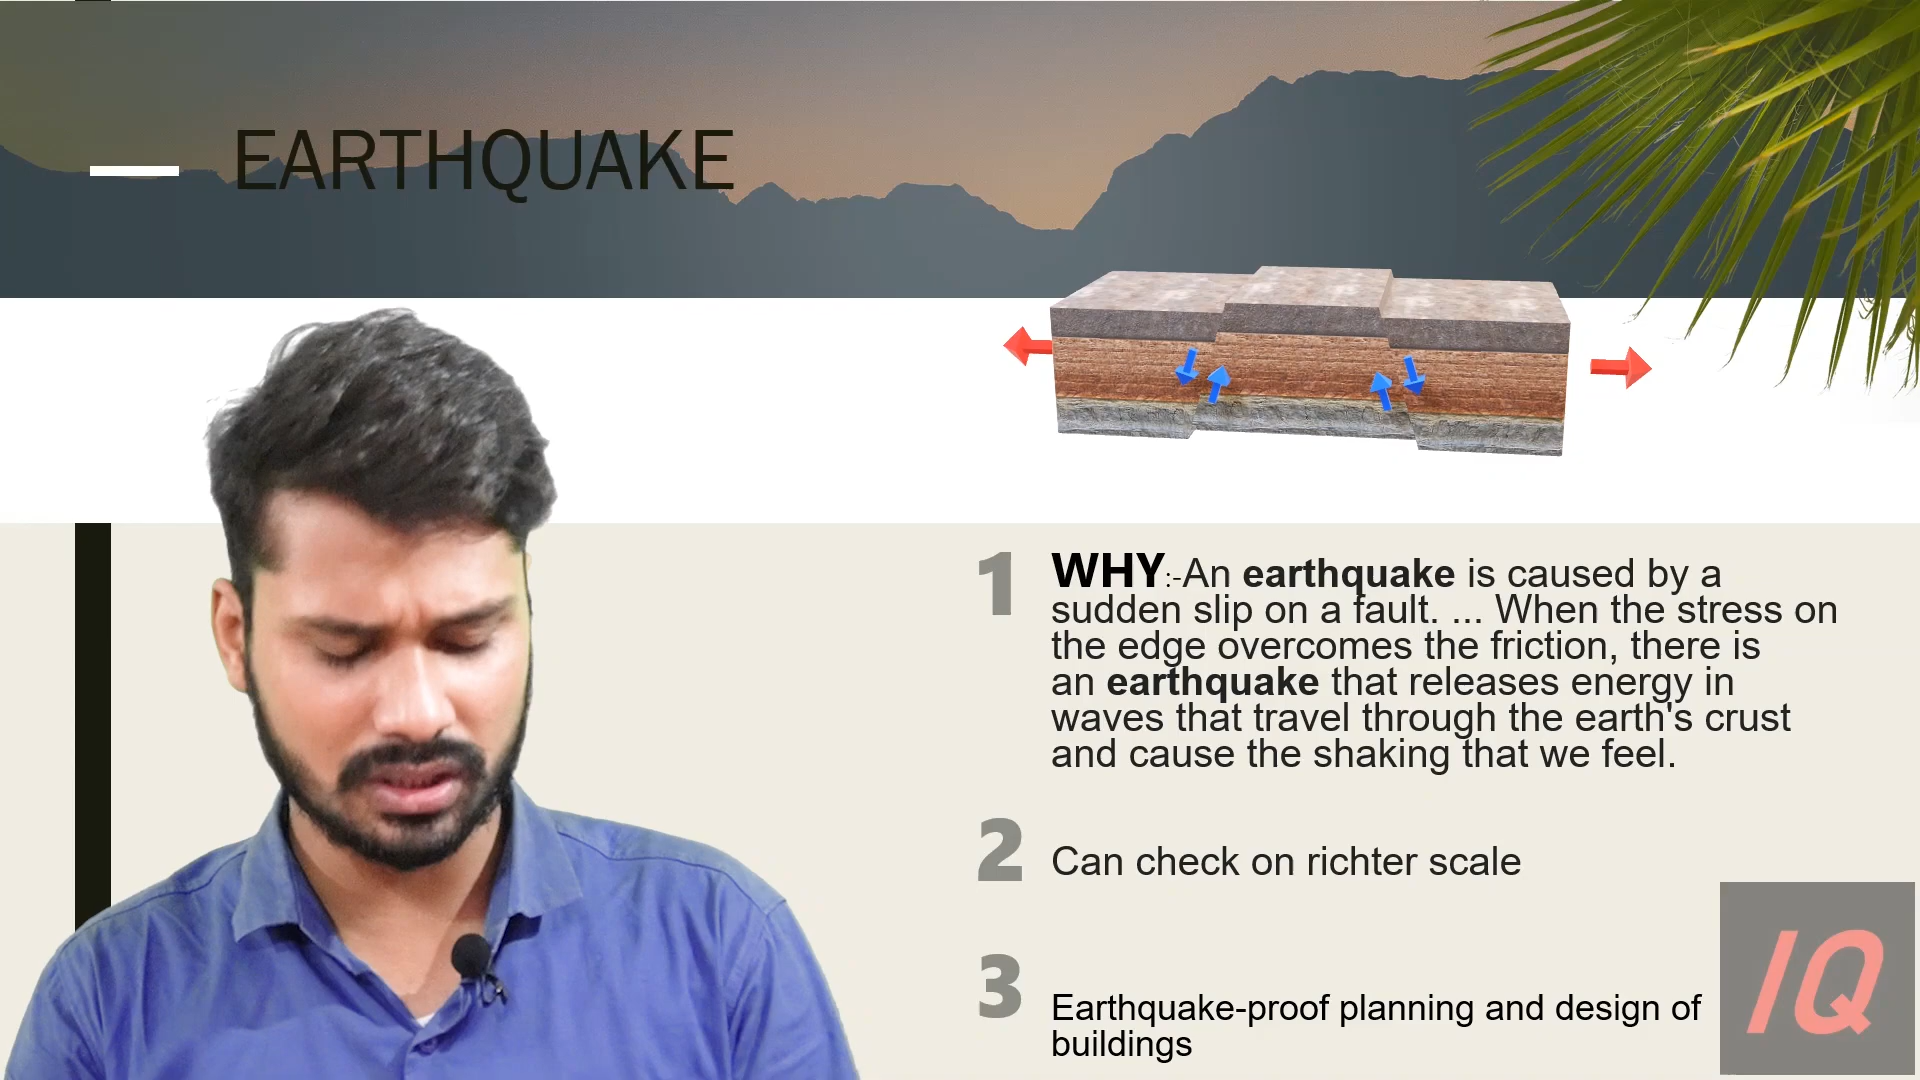 EARTHQUAKE
1
WHY:-An earthquake is caused by a
sudden slip on a fault. ... When the stress on
the edge overcomes the friction, there is
an earthquake that releases energy in
waves that travel through the earth's crust
and cause the shaking that we feel.
2
Can check on richter scale
3
Earthquake-proof planning and design of
buildings
IQ